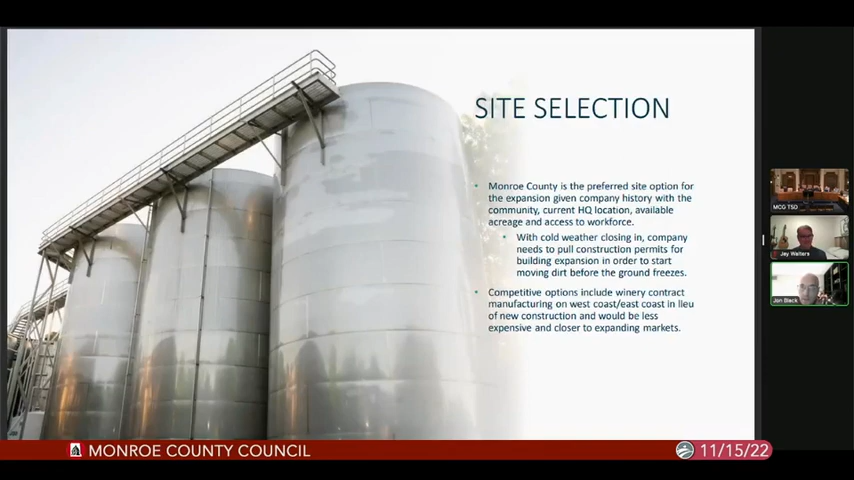 SITE SELECTION
• Monroe County is the preferred site option for
the expansion given company history with the
community, current HQ location, available
acreage and access to workforce.
• With cold weather closing in, company
needs to pull construction permits for
building expansion in order to start
moving dirt before the ground freezes.
• Competitive options include winery contract
manufacturing on west coast/east coast in lieu
of new construction and would be less
expensive and closer to expanding markets.
MCG TSD
Jay Walters
Jon Black
MONROE COUNTY COUNCIL
11/15/22